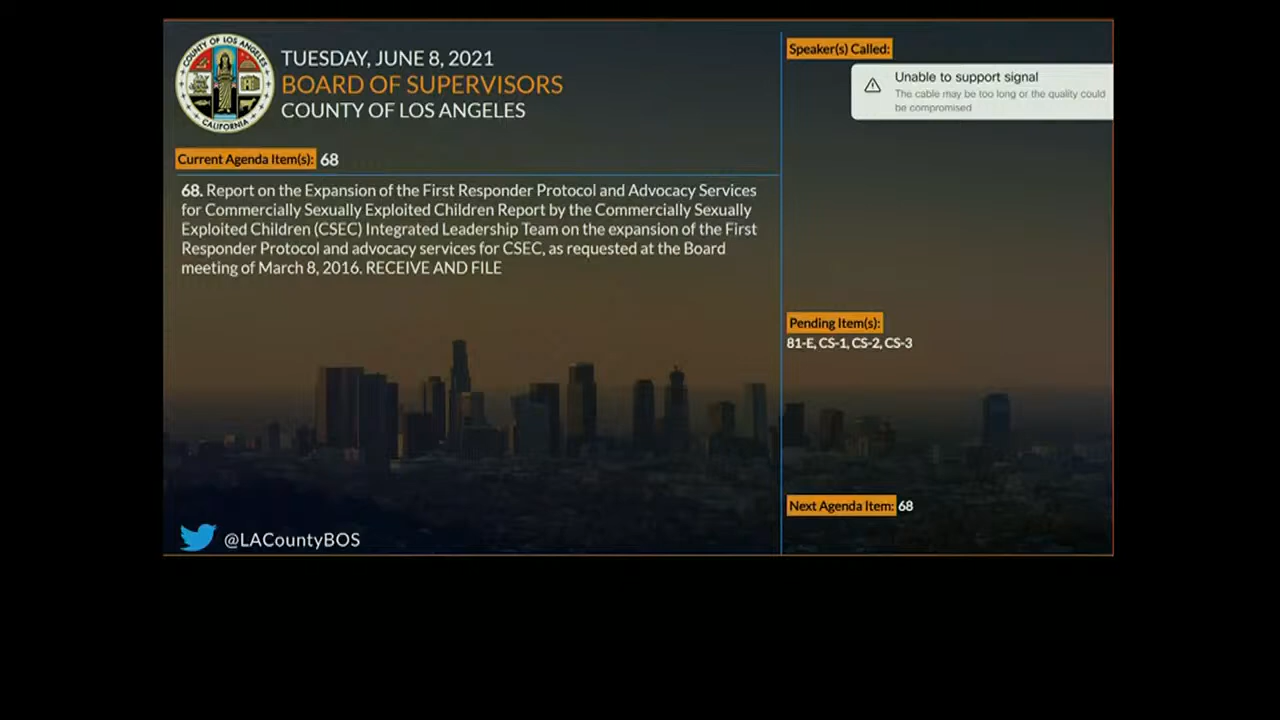 COUNTY OF LOS ANGELES
CALIFORNIA
TUESDAY, JUNE 8, 2021
BOARD OF SUPERVISORS
COUNTY OF LOS ANGELES
Current Agenda Item(s): 68
68. Report on the Expansion of the First Responder Protocol and Advocacy Services
for Commercially Sexually Exploited Children Report by the Commercially Sexually
Exploited Children (CSEC) Integrated Leadership Team on the expansion of the First
Responder Protocol and advocacy services for CSEC, as requested at the Board
meeting of March 8, 2016. RECEIVE AND FILE
@LACountyBOS
Speaker(s) Called:
Unable to support signal
The cable may be too long or the quality could
be compromised
Pending Item(s):
81-E, CS-1, CS-2, CS-3
Next Agenda Item: 68